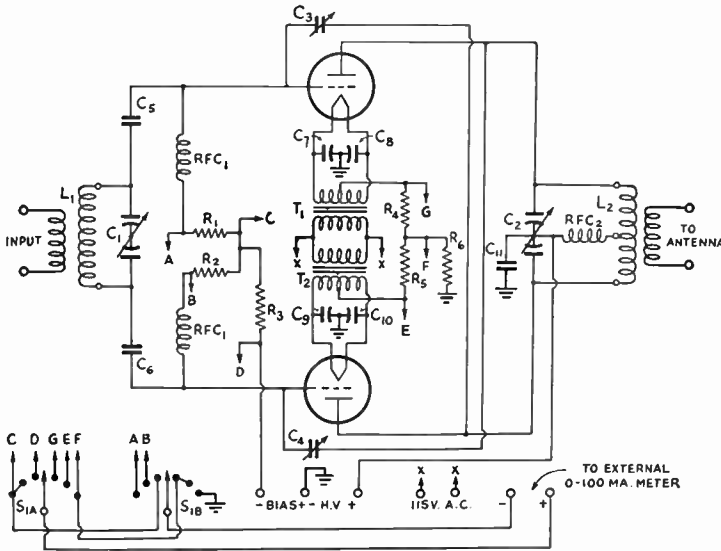 C3
C5
RFC1
C7
C8
L1
INPUT
C1
R1
C
A
R2
B
RFC1
R3
D
C6
T1
X
X
T2
R4
G
R6
F
R5
E
C9
C10
C2
C11
RFC2
L2
TO
ANTENNA
C4
C D G E F
A B
S1A
S1B
- BIAS + - H.V +
X X
115V. A.C.
- +
TO EXTERNAL
0-100 MA. METER